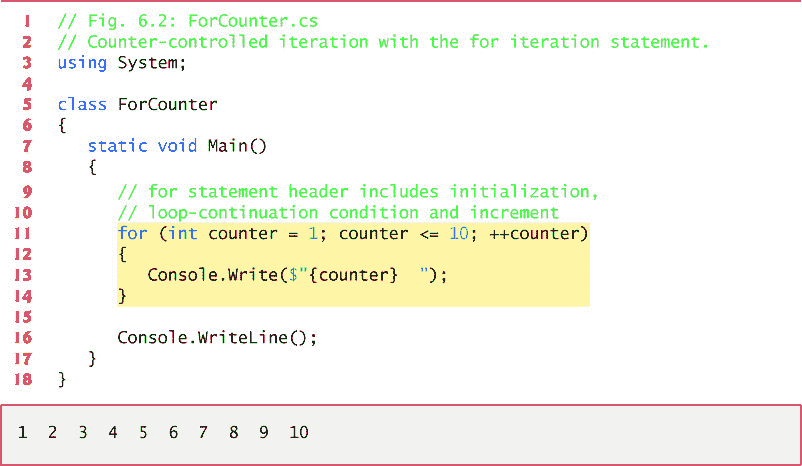 1 // Fig. 6.2: ForCounter.cs
2 // Counter-controlled iteration with the for iteration statement.
3 using System;
4
5 class ForCounter
6 {
7 static void Main()
8 {
9 // for statement header includes initialization,
10 // loop-continuation condition and increment
11 for (int counter = 1; counter <= 10; ++counter)
12 {
13 Console.Write($"{counter}  ");
14 }
15
16 Console.WriteLine();
17 }
18 }
1 2 3 4 5 6 7 8 9 10